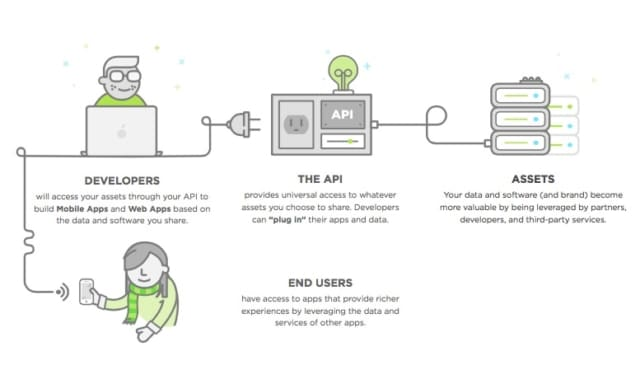 API
DEVELOPERS
will access your assets through your API to
build Mobile Apps and Web Apps based on
the data and software you share.
THE API
provides universal access to whatever
assets you choose to share. Developers
can "plug in" their apps and data.
ASSETS
Your data and software (and brand) become
more valuable by being leveraged by partners,
developers, and third-party services.
END USERS
have access to apps that provide richer
experiences by leveraging the data and
services of other apps.